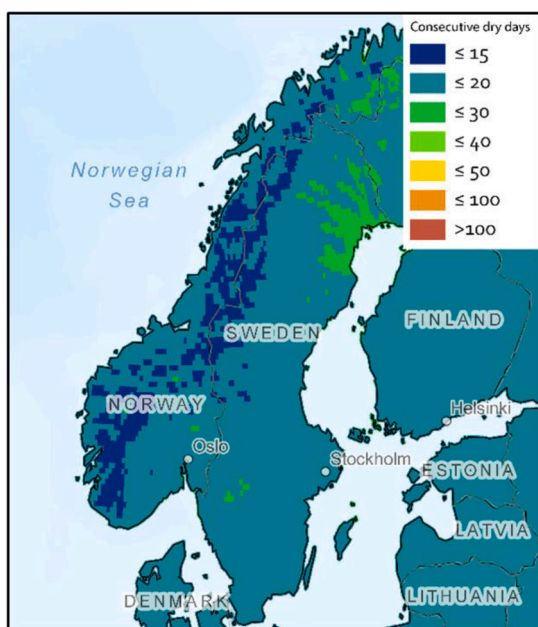 Consecutive dry days
≤ 15
≤ 20
≤ 30
≤ 40
≤ 50
≤ 100
>100
Norwegian
Sea
SWEDEN
FINLAND
NORWAY
Helsinki
Oslo
Stockholm
ESTONIA
LATVIA
LITHUANIA
DENMARK